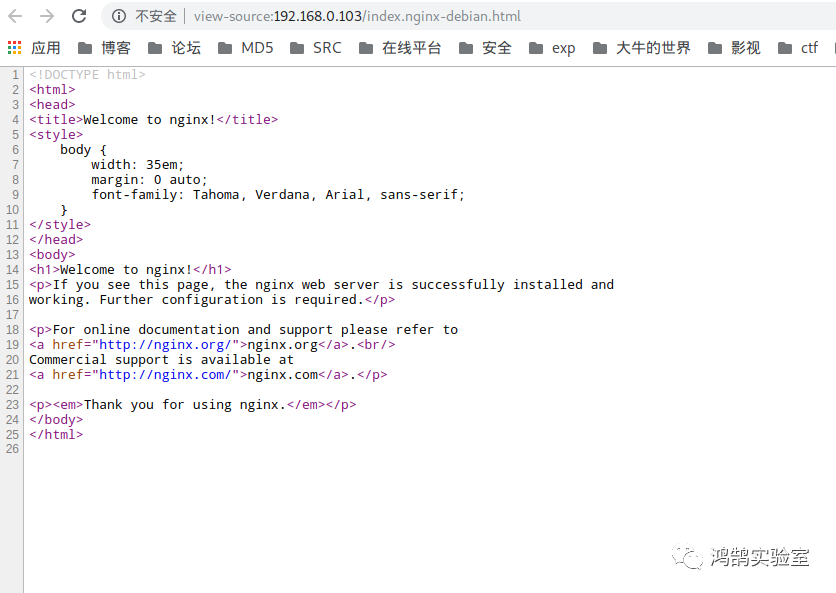 不安全 | view-source:192.168.0.103/index.nginx-debian.html
应用 博客 论坛 MD5 SRC 在线平台 安全 exp 大牛的世界 影视 ctf
1 <!DOCTYPE html>
2 <html>
3 <head>
4 <title>Welcome to nginx!</title>
5 <style>
6     body {
7         width: 35em;
8         margin: 0 auto;
9         font-family: Tahoma, Verdana, Arial, sans-serif;
10     }
11 </style>
12 </head>
13 <body>
14 <h1>Welcome to nginx!</h1>
15 <p>If you see this page, the nginx web server is successfully installed and
16 working. Further configuration is required.</p>
17
18 <p>For online documentation and support please refer to
19 <a href="http://nginx.org/">nginx.org</a>.<br/>
20 Commercial support is available at
21 <a href="http://nginx.com/">nginx.com</a>.</p>
22
23 <p><em>Thank you for using nginx.</em></p>
24 </body>
25 </html>
26
鸿鹄实验室